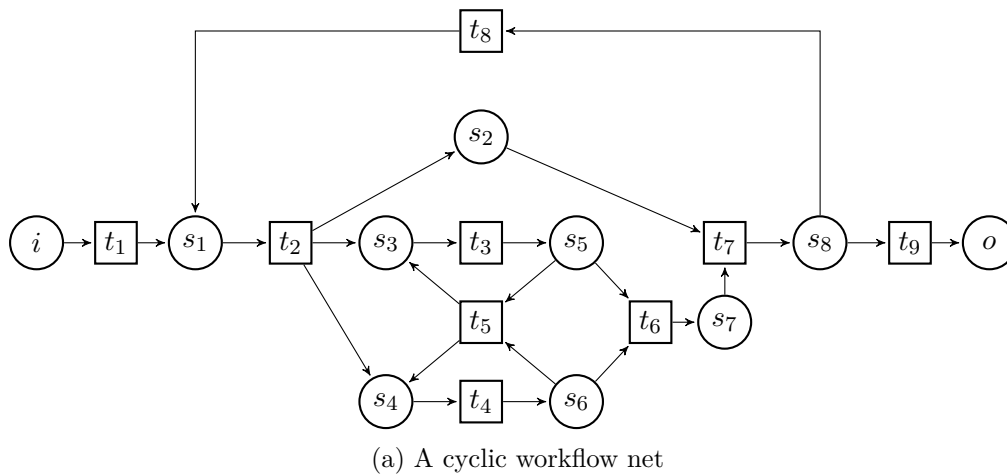 t8
s2
i t1 s1 t2 s3 t3 s5 t7 s8 t9 o
t5 t6 s7
s4 t4 s6
(a) A cyclic workflow net